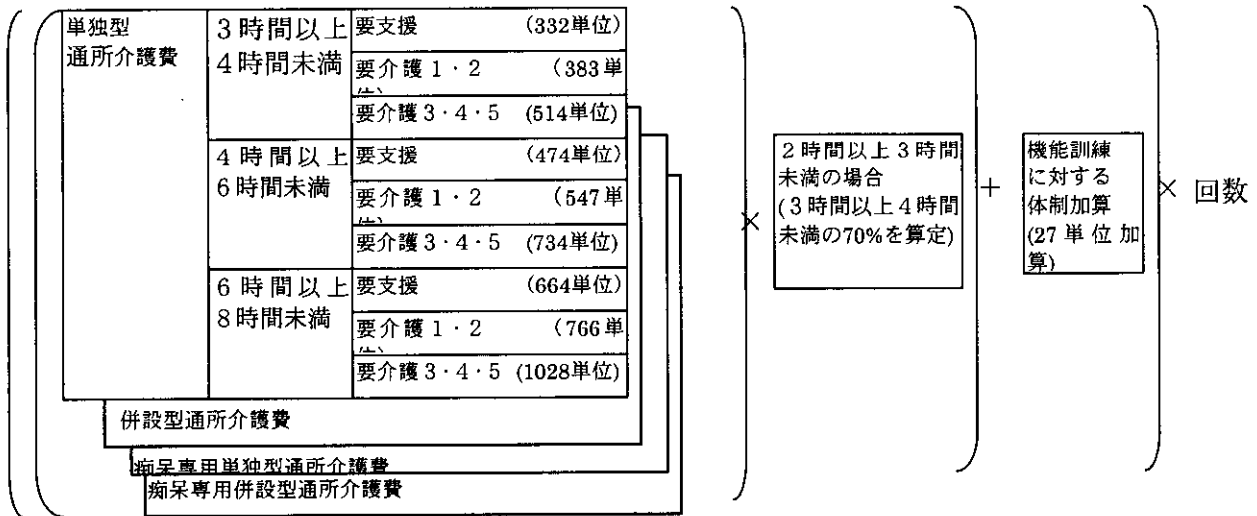 単独型
通所介護費
3時間以上
4時間未満
要支援 (332単位)
要介護1・2 (383単
要介護3・4・5 (514単位)
4時間以上
6時間未満
要支援 (474単位)
要介護1・2 (547単
要介護3・4・5 (734単位)
6時間以上
8時間未満
要支援 (664単位)
要介護1・2 (766単
要介護3・4・5 (1028単位)
併設型通所介護費
痴呆専用単独型通所介護費
痴呆専用併設型通所介護費
×
2時間以上3時間
未満の場合
(3時間以上4時間
未満の70%を算定)
+
機能訓練
に対する
体制加算
(27単位加
算)
× 回数